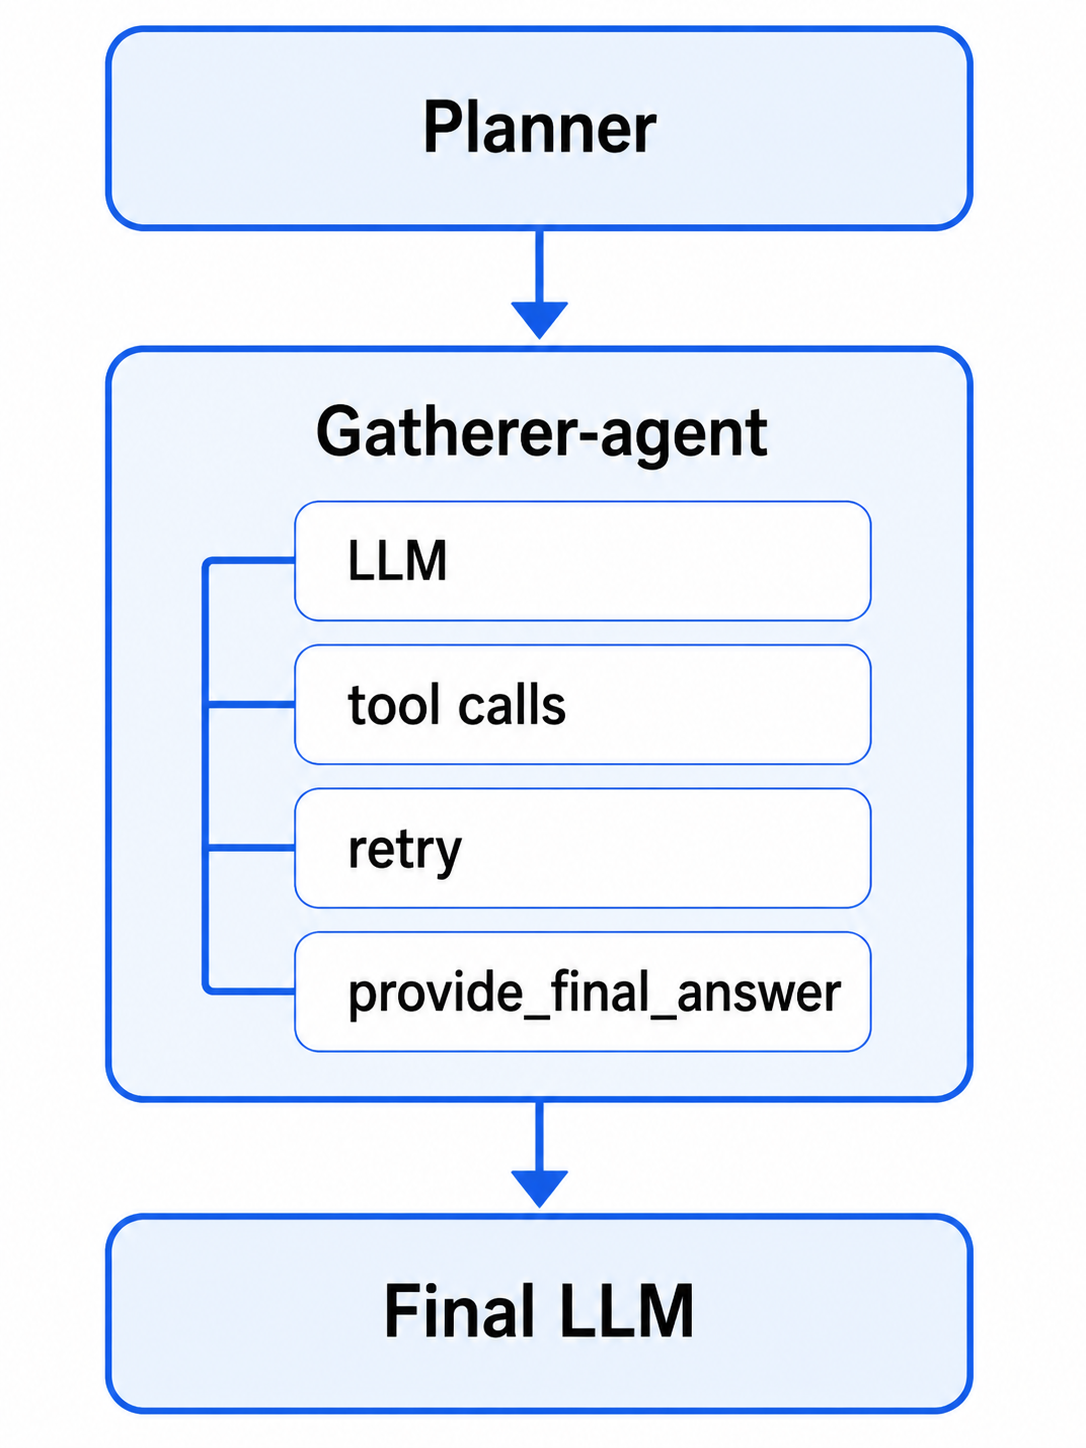 Planner
Gatherer-agent
LLM
tool calls
retry
provide_final_answer
Final LLM